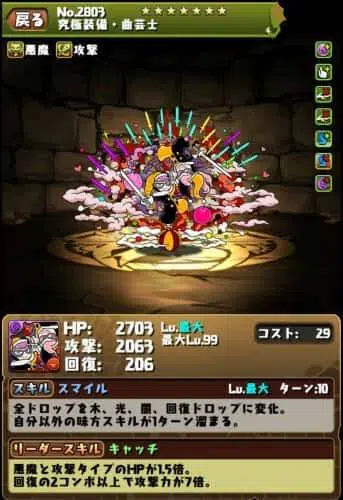 戻る
No.2803
究極装備・曲芸士
悪魔 攻撃
HP: 2703 Lv.最大
攻撃: 2063 最大Lv.99
回復: 206
コスト: 29
スキル スマイル Lv.最大 ターン:10
全ドロップを木、光、闇、回復ドロップに変化。
自分以外の味方スキルが1ターン溜まる。
リーダースキル キャッチ
悪魔と攻撃タイプのHPが1.5倍。
回復の2コンボ以上で攻撃力が7倍。